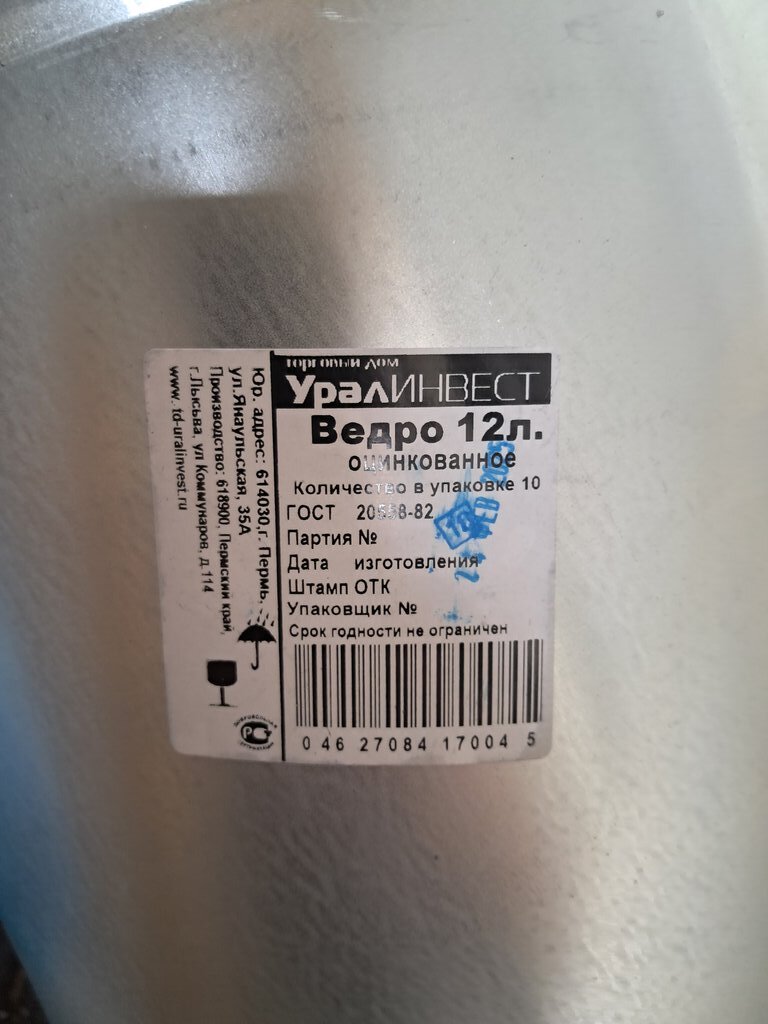 торговый дом
УралИНВЕСТ
Ведро 12л.
оцинкованное
Количество в упаковке 10
ГОСТ 20558-82
Партия №
Дата изготовления
Штамп ОТК
Упаковщик №
Срок годности не ограничен
0 46 27084 17004 5
Юр. адрес: 614030,г. Пермь,
ул.Янаульская, 35А
Производство: 618900, Пермский край,
г.Лысьва, ул Коммунаров, д.114
www. td-uralinvest.ru
ДОБРОВОЛЬНАЯ
СЕРТИФИКАЦИЯ